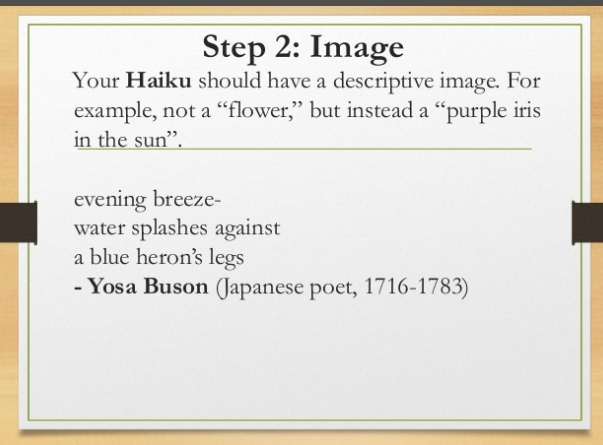 Step 2: Image
Your Haiku should have a descriptive image. For
example, not a “flower,” but instead a “purple iris
in the sun”.
evening breeze-
water splashes against
a blue heron’s legs
- Yosa Buson (Japanese poet, 1716-1783)